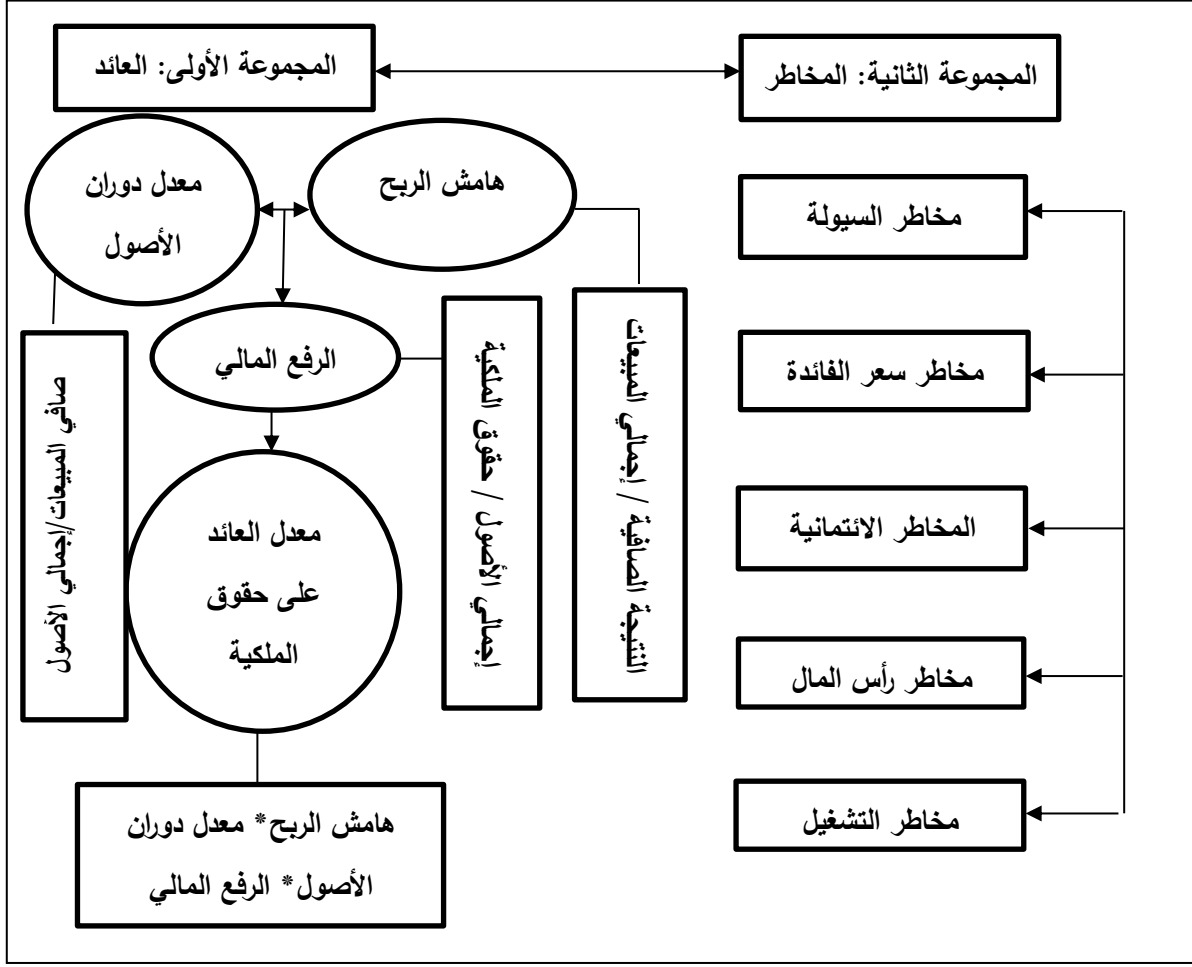 المجموعة الثانية: المخاطر
المجموعة الأولى: العائد
هامش الربح
معدل دوران
الأصول
الرفع المالي
معدل العائد
على حقوق
الملكية
هامش الربح* معدل دوران
الأصول* الرفع المالي
النتيجة الصافية / إجمالي المبيعات
إجمالي الأصول / حقوق الملكية
صافي المبيعات/إجمالي الأصول
مخاطر السيولة
مخاطر سعر الفائدة
المخاطر الائتمانية
مخاطر رأس المال
مخاطر التشغيل